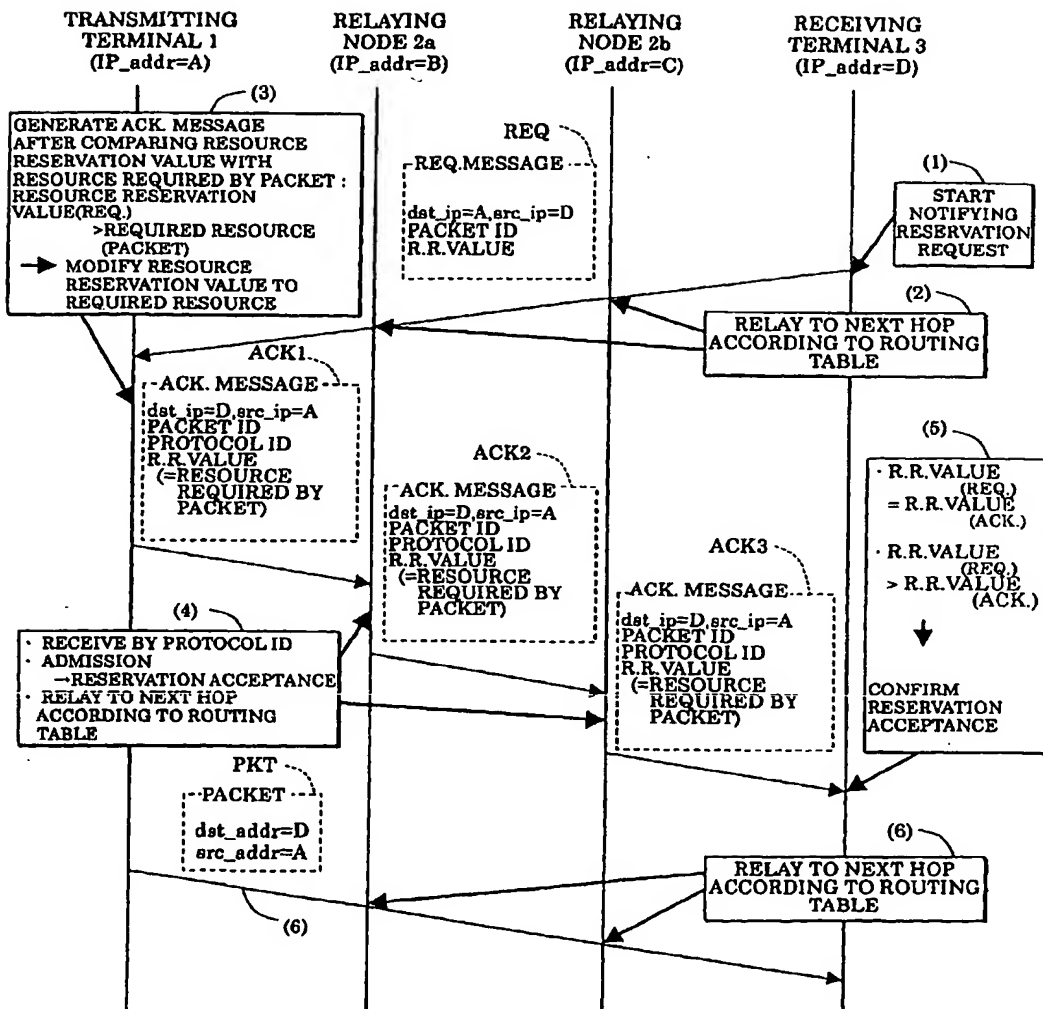 TRANSMITTING
TERMINAL 1
(IP_addr=A)
RELAYING
NODE 2a
(IP_addr=B)
RELAYING
NODE 2b
(IP_addr=C)
RECEIVING
TERMINAL 3
(IP_addr=D)
(3)
GENERATE ACK. MESSAGE
AFTER COMPARING RESOURCE
RESERVATION VALUE WITH
RESOURCE REQUIRED BY PACKET :
RESOURCE RESERVATION
VALUE(REQ.)
>REQUIRED RESOURCE
(PACKET)
→ MODIFY RESOURCE
RESERVATION VALUE TO
REQUIRED RESOURCE
REQ
REQ.MESSAGE
dst_ip=A,src_ip=D
PACKET ID
R.R.VALUE
(1)
START
NOTIFYING
RESERVATION
REQUEST
(2)
RELAY TO NEXT HOP
ACCORDING TO ROUTING
TABLE
ACK1
ACK. MESSAGE
dst_ip=D,src_ip=A
PACKET ID
PROTOCOL ID
R.R.VALUE
(=RESOURCE
REQUIRED BY
PACKET)
ACK2
ACK. MESSAGE
dst_ip=D,src_ip=A
PACKET ID
PROTOCOL ID
R.R.VALUE
(=RESOURCE
REQUIRED BY
PACKET)
ACK3
ACK. MESSAGE
dst_ip=D,src_ip=A
PACKET ID
PROTOCOL ID
R.R.VALUE
(=RESOURCE
REQUIRED BY
PACKET)
(5)
· R.R.VALUE
(REQ.)
= R.R.VALUE
(ACK.)
· R.R.VALUE
(REQ.)
> R.R.VALUE
(ACK.)
CONFIRM
RESERVATION
ACCEPTANCE
(4)
· RECEIVE BY PROTOCOL ID
· ADMISSION
→RESERVATION ACCEPTANCE
· RELAY TO NEXT HOP
ACCORDING TO ROUTING
TABLE
PKT
PACKET
dst_addr=D
src_addr=A
(6)
(6)
RELAY TO NEXT HOP
ACCORDING TO ROUTING
TABLE